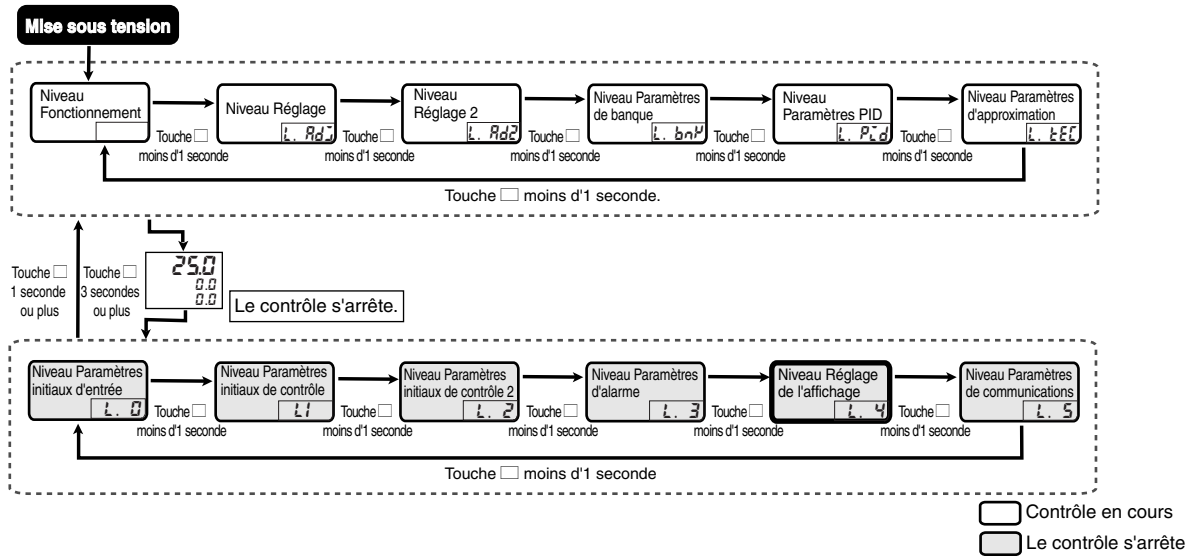 Mise sous tension
Niveau
Fonctionnement
Niveau Réglage
L. AdJ
Niveau
Réglage 2
L. Ad2
Niveau Paramètres
de banque
L. bnK
Niveau
Paramètres PID
L. PId
Niveau Paramètres
d'approximation
L. tEC
Touche □
moins d'1 seconde
Touche □
moins d'1 seconde
Touche □
moins d'1 seconde
Touche □
moins d'1 seconde
Touche □
moins d'1 seconde
Touche □ moins d'1 seconde.
Touche □
1 seconde
ou plus
Touche □
3 secondes
ou plus
25.0
0.0
0.0
Le contrôle s'arrête.
Niveau Paramètres
initiaux d'entrée
L. 0
Niveau Paramètres
initiaux de contrôle
L.1
Niveau Paramètres
initiaux de contrôle 2
L. 2
Niveau Paramètres
d'alarme
L. 3
Niveau Réglage
de l'affichage
L. 4
Niveau Paramètres
de communications
L. 5
Touche □
moins d'1 seconde
Touche □
moins d'1 seconde
Touche □
moins d'1 seconde
Touche □
moins d'1 seconde
Touche □
moins d'1 seconde
Touche □ moins d'1 seconde
Contrôle en cours
Le contrôle s'arrête